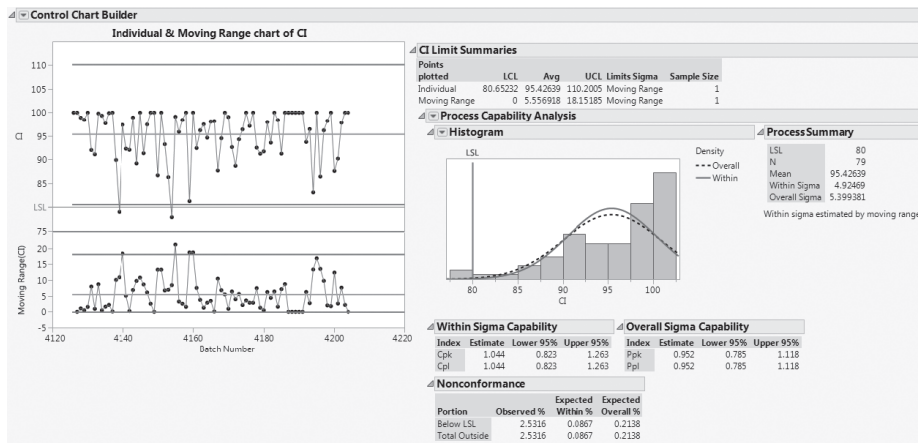 Control Chart Builder
Individual & Moving Range chart of CI
CI
110
105
100
95
90
85
LSL
75
Moving Range(CI)
20
15
10
5
0
-5
4120 4140 4160 4180 4200 4220
Batch Number
CI Limit Summaries
Points
plotted LCL Avg UCL Limits Sigma Sample Size
Individual 80.65232 95.42639 110.2005 Moving Range 1
Moving Range 0 5.556918 18.15185 Moving Range 1
Process Capability Analysis
Histogram
LSL
80 85 90 95 100
CI
Density
Overall
Within
Process Summary
LSL 80
N 79
Mean 95.42639
Within Sigma 4.92469
Overall Sigma 5.399381
Within sigma estimated by moving range
Within Sigma Capability
Index Estimate Lower 95% Upper 95%
Cpk 1.044 0.823 1.263
Cpl 1.044 0.823 1.263
Overall Sigma Capability
Index Estimate Lower 95% Upper 95%
Ppk 0.952 0.785 1.118
Ppl 0.952 0.785 1.118
Nonconformance
Expected Expected
Portion Observed % Within % Overall %
Below LSL 2.5316 0.0867 0.2138
Total Outside 2.5316 0.0867 0.2138